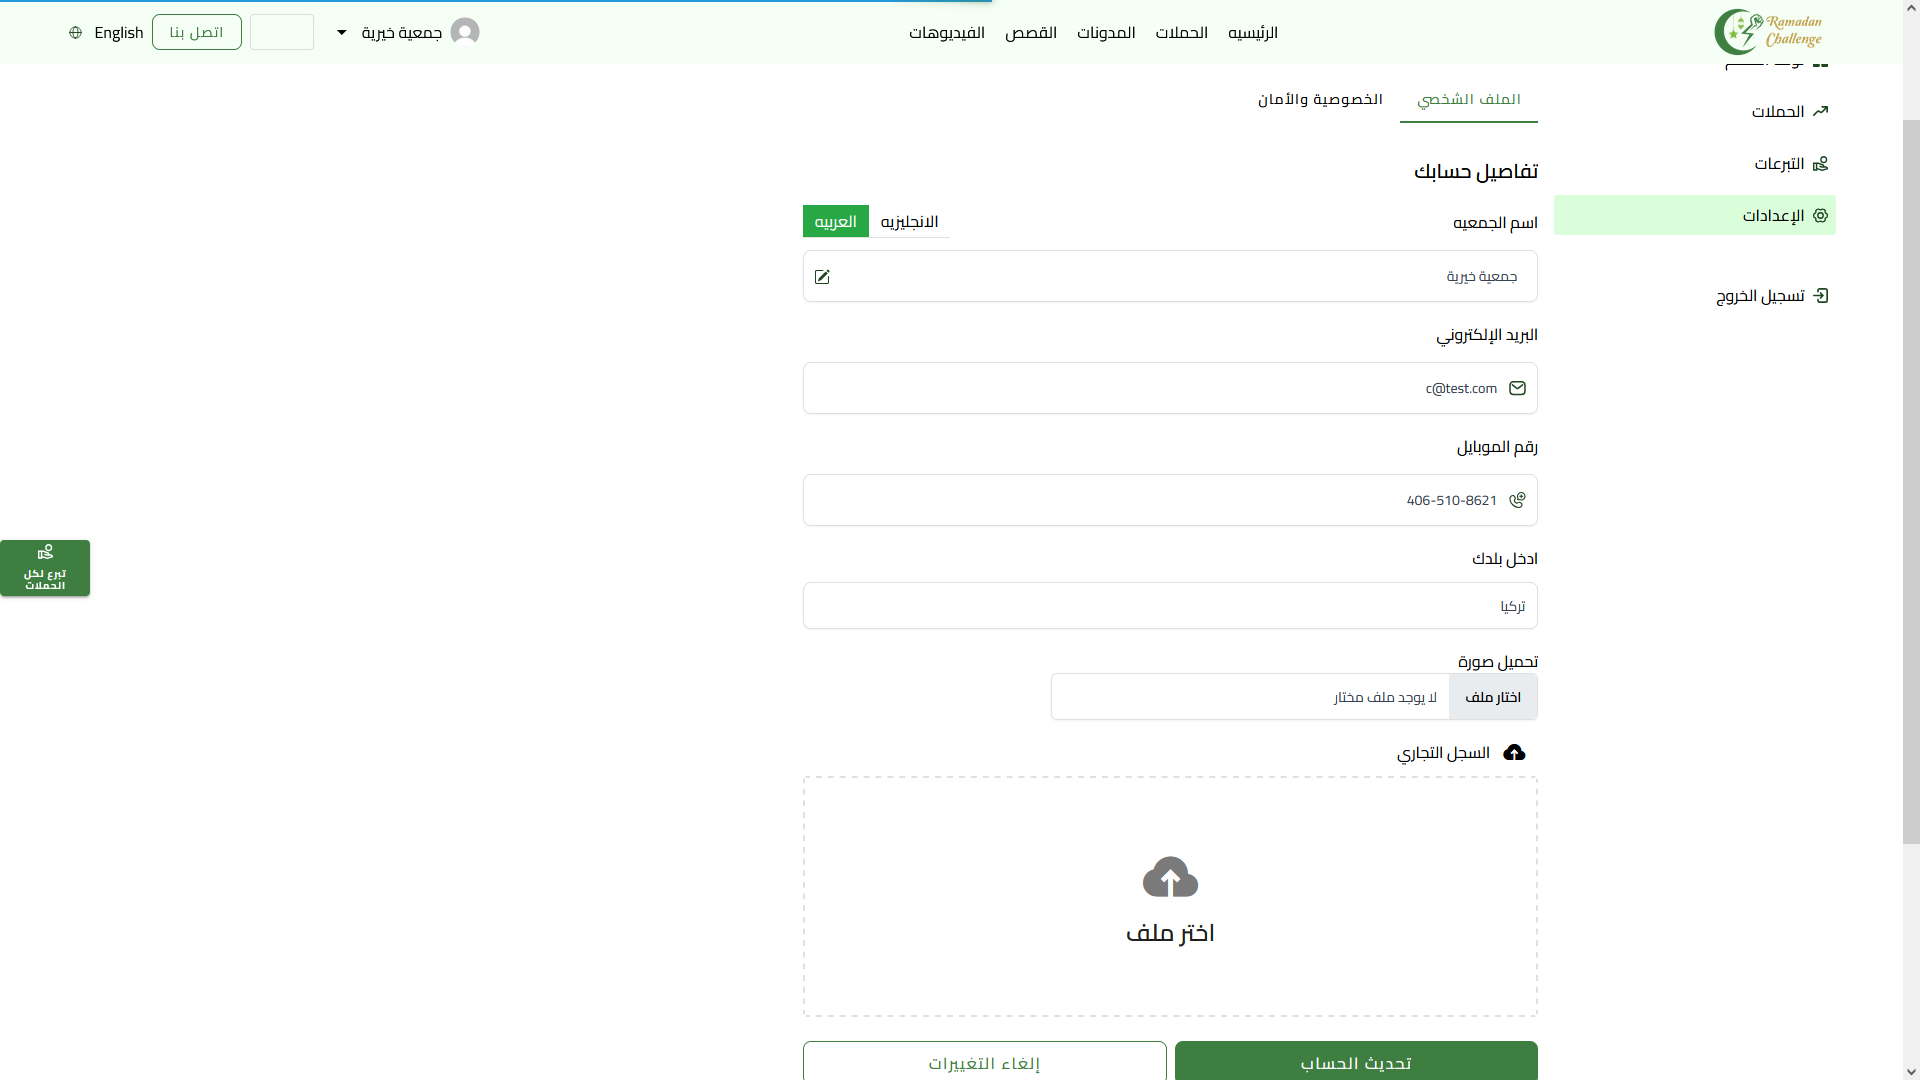 Ramadan
Challenge
الرئيسيه
الحملات
المدونات
القصص
الفيديوهات
جمعية خيرية
اتصل بنا
English
الحملات
التبرعات
الإعدادات
تسجيل الخروج
الملف الشخصي
الخصوصية والأمان
تفاصيل حسابك
اسم الجمعيه
الانجليزيه
العربيه
جمعية خيرية
البريد الإلكتروني
c@test.com
رقم الموبايل
406-510-8621
ادخل بلدك
تركيا
تحميل صورة
اختار ملف
لا يوجد ملف مختار
السجل التجاري
اختر ملف
تحديث الحساب
إلغاء التغييرات
تبرع لكل
الحملات